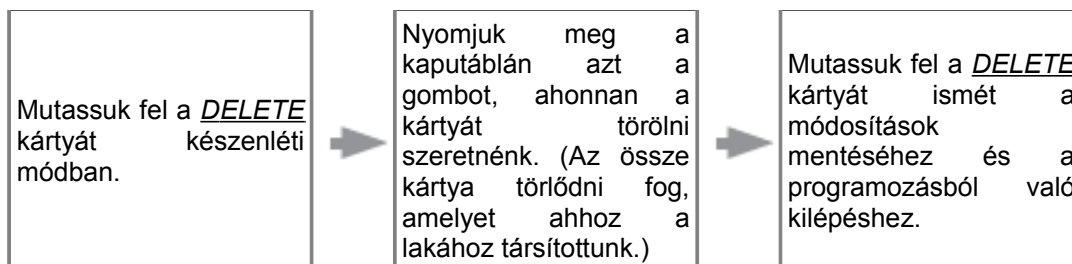 Mutassuk fel a DELETE
kártyát készenléti
módban.
Nyomjuk meg a
kaputáblán azt a
gombot, ahonnan a
kártyát törölni
szeretnénk. (Az össze
kártya törlődni fog,
amelyet ahhoz a
lakához társítottunk.)
Mutassuk fel a DELETE
kártyát ismét a
módosítások
mentéséhez és a
programozásból való
kilépéshez.